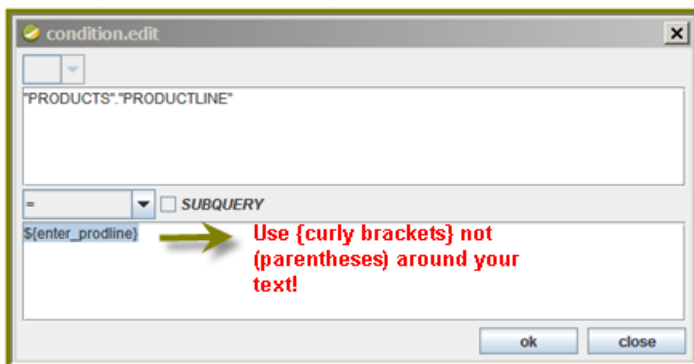 condition.edit
"PRODUCTS"."PRODUCTLINE"
=
SUBQUERY
${enter_prodline}
Use {curly brackets} not
(parentheses) around your
text!
ok
close